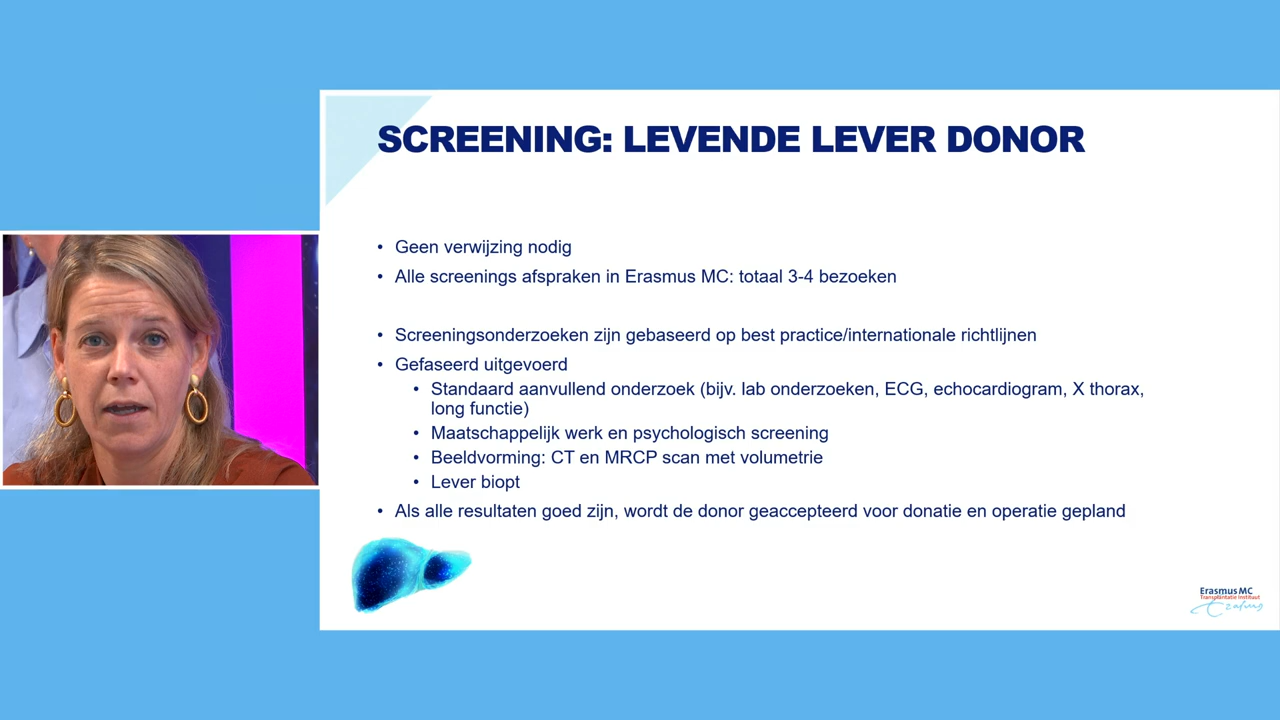 SCREENING: LEVENDE LEVER DONOR
• Geen verwijzing nodig
• Alle screenings afspraken in Erasmus MC: totaal 3-4 bezoeken
• Screeningsonderzoeken zijn gebaseerd op best practice/internationale richtlijnen
• Gefaseerd uitgevoerd
• Standaard aanvullend onderzoek (bijv. lab onderzoeken, ECG, echocardiogram, X thorax,
long functie)
• Maatschappelijk werk en psychologisch screening
• Beeldvorming: CT en MRCP scan met volumetrie
• Lever biopt
• Als alle resultaten goed zijn, wordt de donor geaccepteerd voor donatie en operatie gepland
Erasmus MC
Transplantatie Instituut
Erasmus